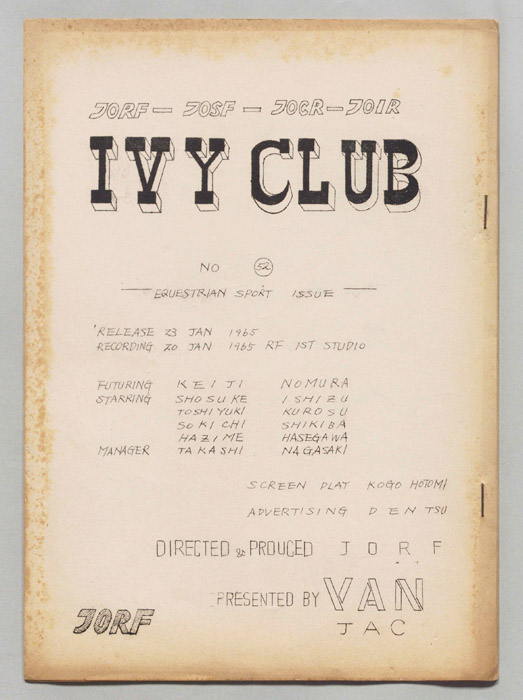 JORF — JOSF — JOCR — JOIR
IVY CLUB
NO 52
EQUESTRIAN SPORT ISSUE
'RELEASE 23 JAN 1965
RECORDING 20 JAN 1965 RF 1ST STUDIO
FUTURING KEIJI NOMURA
STARRING SHOSUKE ISHIZU
TOSHIYUKI KUROSU
SOKICHI SHIKIBA
HAZIME HASEGAWA
MANAGER TAKASHI NAGASAKI
SCREEN PLAY KOGO HOTOMI
ADVERTISING DENTSU
DIRECTED & PRODUCED JORF
PRESENTED BY VAN
JAC
JORF